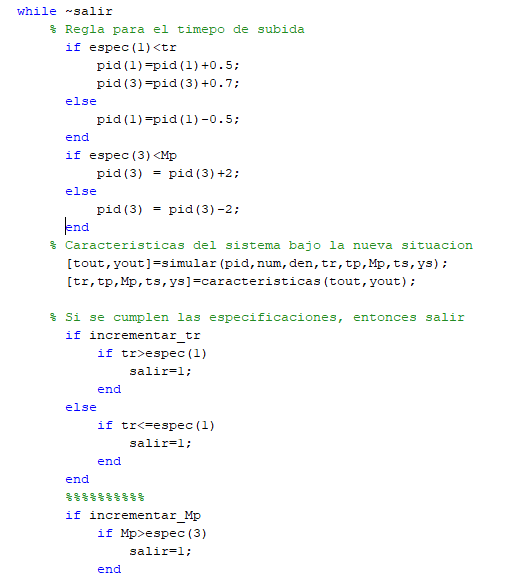 while ~salir
    % Regla para el timepo de subida
      if espec(1)<tr
          pid(1)=pid(1)+0.5;
          pid(3)=pid(3)+0.7;
      else
          pid(1)=pid(1)-0.5;
      end
      if espec(3)<Mp
          pid(3) = pid(3)+2;
      else
          pid(3) = pid(3)-2;
      end
    % Caracteristicas del sistema bajo la nueva situacion
      [tout,yout]=simular(pid,num,den,tr,tp,Mp,ts,ys);
      [tr,tp,Mp,ts,ys]=caracteristicas(tout,yout);
    % Si se cumplen las especificaciones, entonces salir
      if incrementar_tr
          if tr>espec(1)
              salir=1;
          end
      else
          if tr<=espec(1)
              salir=1;
          end
      end
      %%%%%%%%%%
      if incrementar_Mp
          if Mp>espec(3)
              salir=1;
          end